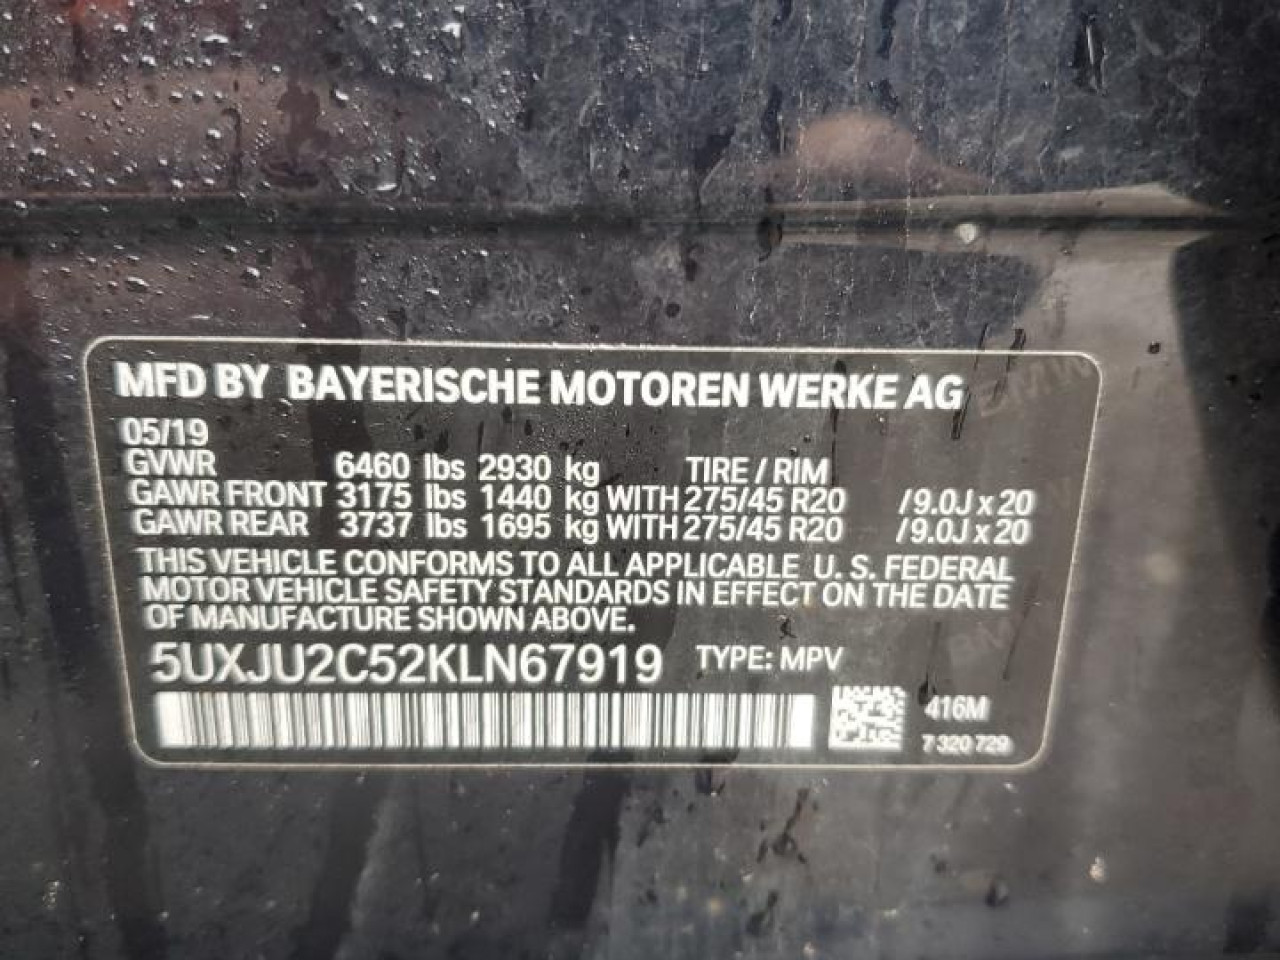 MFD BY BAYERISCHE MOTOREN WERKE AG
05/19
GVWR 6460 lbs 2930 kg TIRE / RIM
GAWR FRONT 3175 lbs 1440 kg WITH 275/45 R20 /9.0J x 20
GAWR REAR 3737 lbs 1695 kg WITH 275/45 R20 /9.0J x 20
THIS VEHICLE CONFORMS TO ALL APPLICABLE U. S. FEDERAL
MOTOR VEHICLE SAFETY STANDARDS IN EFFECT ON THE DATE
OF MANUFACTURE SHOWN ABOVE.
5UXJU2C52KLN67919 TYPE: MPV
416M
7 320 729